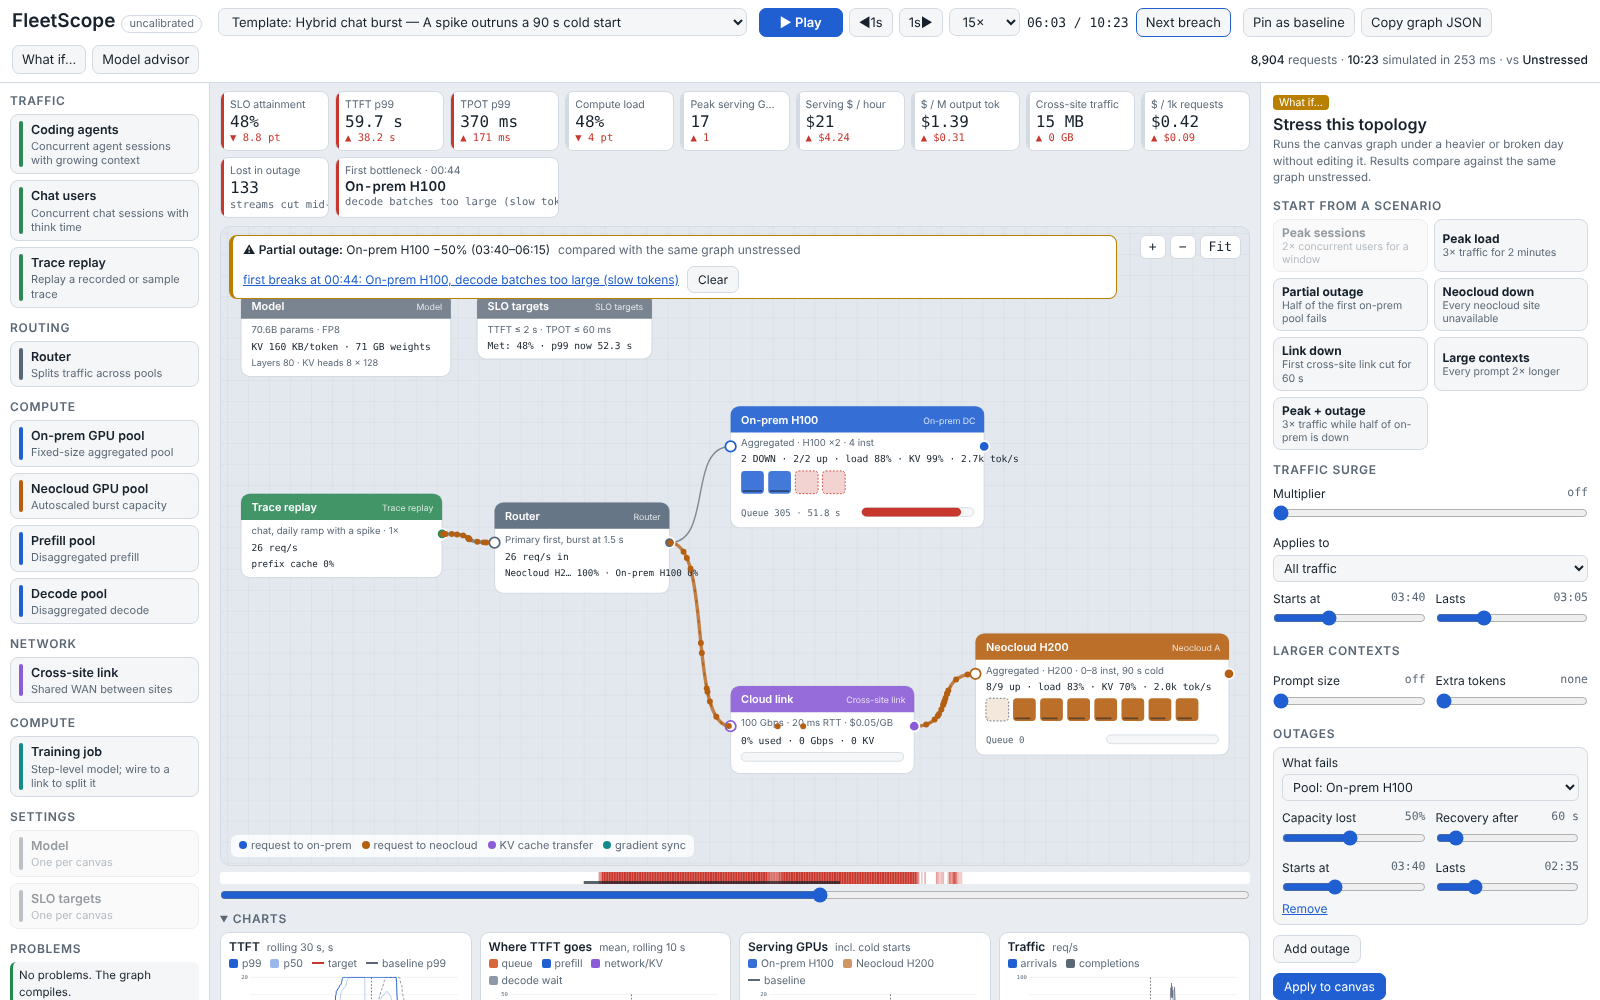 FleetScope uncalibrated
Template: Hybrid chat burst — A spike outruns a 90 s cold start
▶ Play ◀1s 1s▶ 15× 06:03 / 10:23 Next breach Pin as baseline Copy graph JSON
What if... Model advisor
8,904 requests · 10:23 simulated in 253 ms · vs Unstressed
TRAFFIC
Coding agents
Concurrent agent sessions
with growing context
Chat users
Concurrent chat sessions with
think time
Trace replay
Replay a recorded or sample
trace
ROUTING
Router
Splits traffic across pools
COMPUTE
On-prem GPU pool
Fixed-size aggregated pool
Neocloud GPU pool
Autoscaled burst capacity
Prefill pool
Disaggregated prefill
Decode pool
Disaggregated decode
NETWORK
Cross-site link
Shared WAN between sites
COMPUTE
Training job
Step-level model; wire to a
link to split it
SETTINGS
Model
One per canvas
SLO targets
One per canvas
PROBLEMS
No problems. The graph
compiles.
SLO attainment
48%
▼ 8.8 pt
TTFT p99
59.7 s
▲ 38.2 s
TPOT p99
370 ms
▲ 171 ms
Compute load
48%
▼ 4 pt
Peak serving G...
17
▲ 1
Serving $ / hour
$21
▲ $4.24
$ / M output tok
$1.39
▲ $0.31
Cross-site traffic
15 MB
▲ 0 GB
$ / 1k requests
$0.42
▲ $0.09
Lost in outage
133
streams cut mid-
First bottleneck · 00:44
On-prem H100
decode batches too large (slow tok
⚠ Partial outage: On-prem H100 −50% (03:40–06:15) compared with the same graph unstressed
first breaks at 00:44: On-prem H100, decode batches too large (slow tokens) Clear
+ − Fit
Model Model
70.6B params · FP8
KV 160 KB/token · 71 GB weights
Layers 80 · KV heads 8 × 128
SLO targets SLO targets
TTFT ≤ 2 s · TPOT ≤ 60 ms
Met: 48% · p99 now 52.3 s
On-prem H100 On-prem DC
Aggregated · H100 ×2 · 4 inst
2 DOWN · 2/2 up · load 88% · KV 99% · 2.7k tok/s
Queue 305 · 51.8 s
Trace replay Trace replay
chat, daily ramp with a spike · 1×
26 req/s
prefix cache 0%
Router Router
Primary first, burst at 1.5 s
26 req/s in
Neocloud H2… 100% · On-prem H100 0%
Neocloud H200 Neocloud A
Aggregated · H200 · 0–8 inst, 90 s cold
8/9 up · load 83% · KV 70% · 2.0k tok/s
Queue 0
Cloud link Cross-site link
100 Gbps · 20 ms RTT · $0.05/GB
0% used · 0 Gbps · 0 KV
request to on-prem request to neocloud KV cache transfer gradient sync
▼ CHARTS
TTFT rolling 30 s, s
p99 p50 target baseline p99
20
Where TTFT goes mean, rolling 10 s
queue prefill network/KV
decode wait
50
Serving GPUs incl. cold starts
On-prem H100 Neocloud H200
baseline
20
Traffic req/s
arrivals completions
100
What if...
Stress this topology
Runs the canvas graph under a heavier or broken day
without editing it. Results compare against the same
graph unstressed.
START FROM A SCENARIO
Peak sessions
2× concurrent users for a
window
Peak load
3× traffic for 2 minutes
Partial outage
Half of the first on-prem
pool fails
Neocloud down
Every neocloud site
unavailable
Link down
First cross-site link cut for
60 s
Large contexts
Every prompt 2× longer
Peak + outage
3× traffic while half of on-
prem is down
TRAFFIC SURGE
Multiplier off
Applies to
All traffic
Starts at 03:40 Lasts 03:05
LARGER CONTEXTS
Prompt size off Extra tokens none
OUTAGES
What fails
Pool: On-prem H100
Capacity lost 50% Recovery after 60 s
Starts at 03:40 Lasts 02:35
Remove
Add outage
Apply to canvas